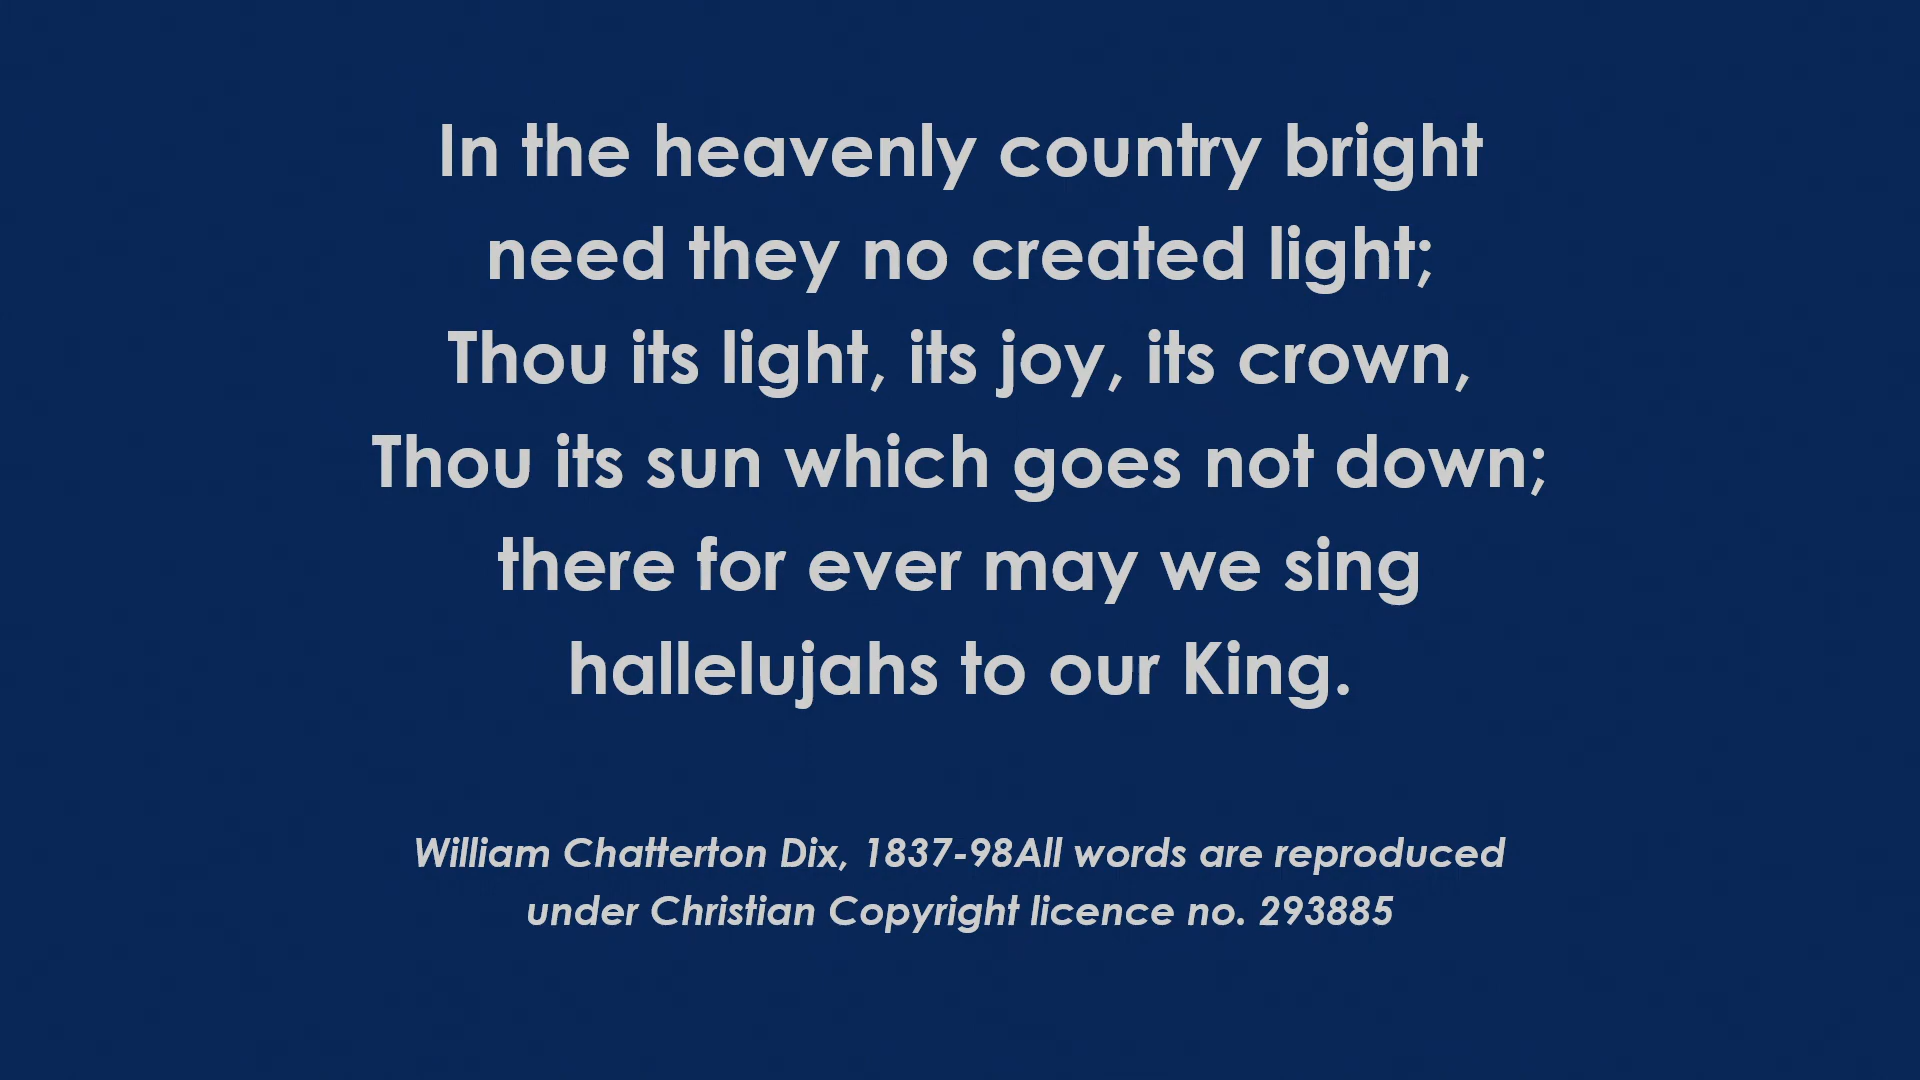 In the heavenly country bright
need they no created light;
Thou its light, its joy, its crown,
Thou its sun which goes not down;
there for ever may we sing
hallelujahs to our King.
William Chatterton Dix, 1837-98All words are reproduced
under Christian Copyright licence no. 293885